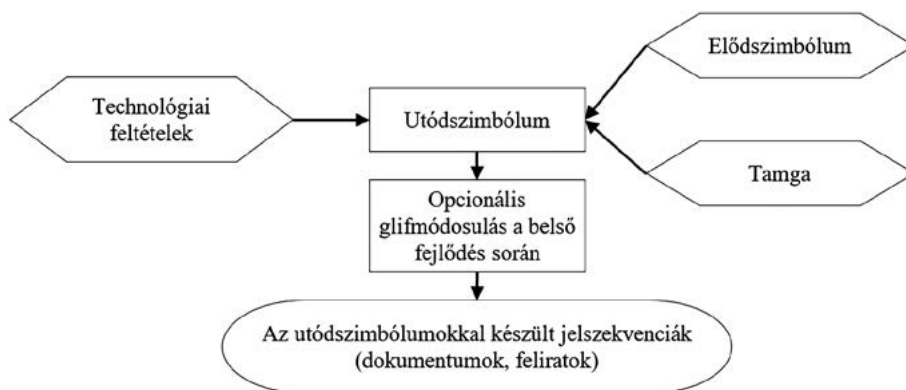 Elődszimbólum
Technológiai
feltételek
Utódszimbólum
Tamga
Opcionális
glifmódosulás a belső
fejlődés során
Az utódszimbólumokkal készült jelszekvenciák
(dokumentumok, feliratok)